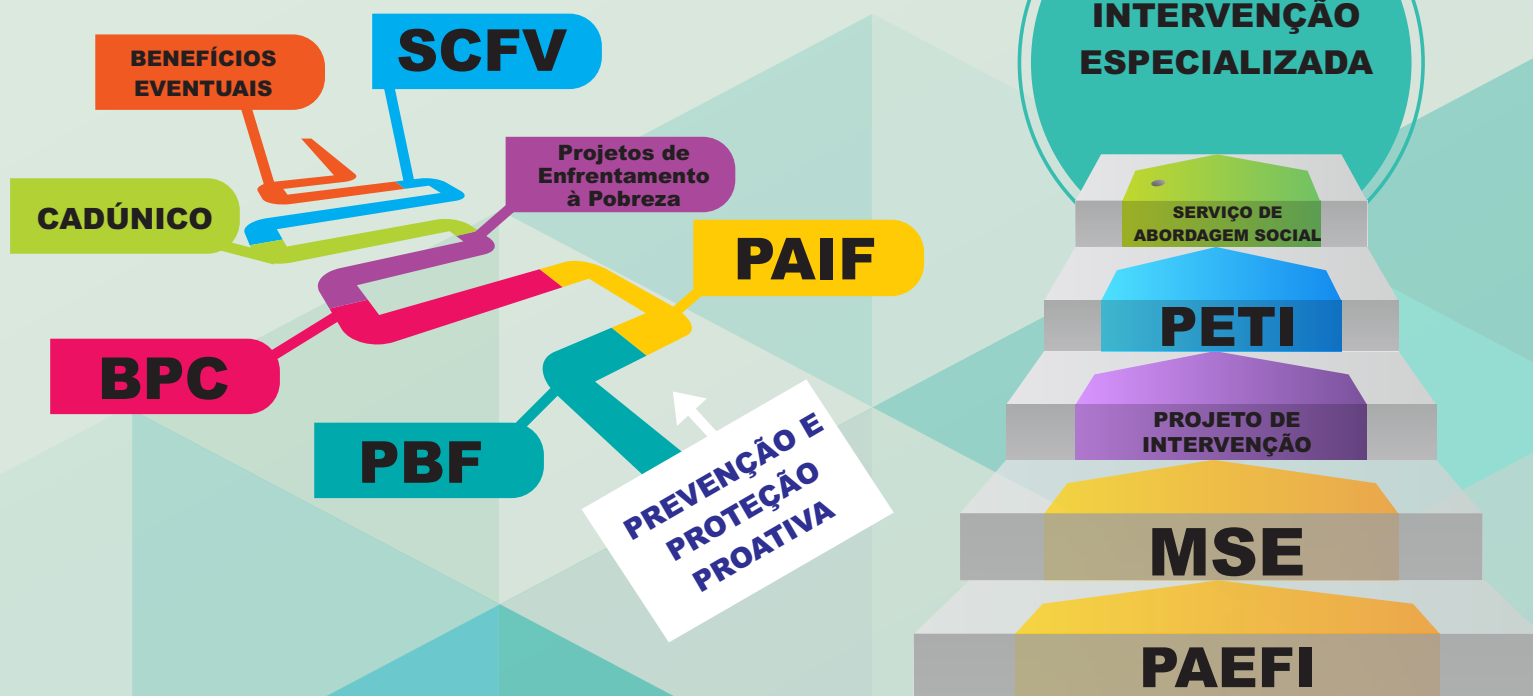 BENEFÍCIOS
EVENTUAIS
SCFV
CADÚNICO
Projetos de
Enfrentamento
à Pobreza
PAIF
BPC
PBF
PREVENÇÃO E
PROTEÇÃO
PROATIVA
INTERVENÇÃO
ESPECIALIZADA
SERVIÇO DE
ABORDAGEM SOCIAL
PETI
PROJETO DE
INTERVENÇÃO
MSE
PAEFI